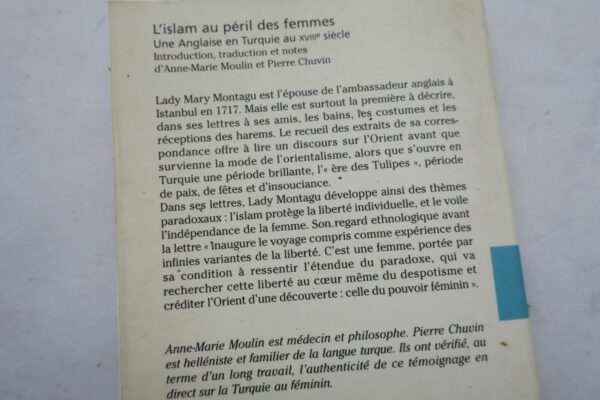 L'islam au péril des femmes
Une Anglaise en Turquie au XVIIIe siècle
Introduction, traduction et notes
d'Anne-Marie Moulin et Pierre Chuvin
Lady Mary Montagu est l'épouse de l'ambassadeur anglais à
Istanbul en 1717. Mais elle est surtout la première à décrire,
dans ses lettres à ses amis, les bains, les costumes et les
réceptions des harems. Le recueil des extraits de sa corres-
pondance offre à lire un discours sur l'Orient avant que
survienne la mode de l'orientalisme, alors que s'ouvre en
Turquie une période brillante, l'« ère des Tulipes », période
de paix, de fêtes et d'insouciance.
Dans ses lettres, Lady Montagu développe ainsi des thèmes
paradoxaux : l'islam protège la liberté individuelle, et le voile
l'indépendance de la femme. Son regard ethnologique avant
la lettre « inaugure le voyage compris comme expérience des
infinies variantes de la liberté. C'est une femme, portée par
sa condition à ressentir l'étendue du paradoxe, qui va
rechercher cette liberté au cœur même du despotisme et
créditer l'Orient d'une découverte : celle du pouvoir féminin ».
Anne-Marie Moulin est médecin et philosophe. Pierre Chuvin
est helléniste et familier de la langue turque. Ils ont vérifié, au
terme d'un long travail, l'authenticité de ce témoignage en
direct sur la Turquie au féminin.